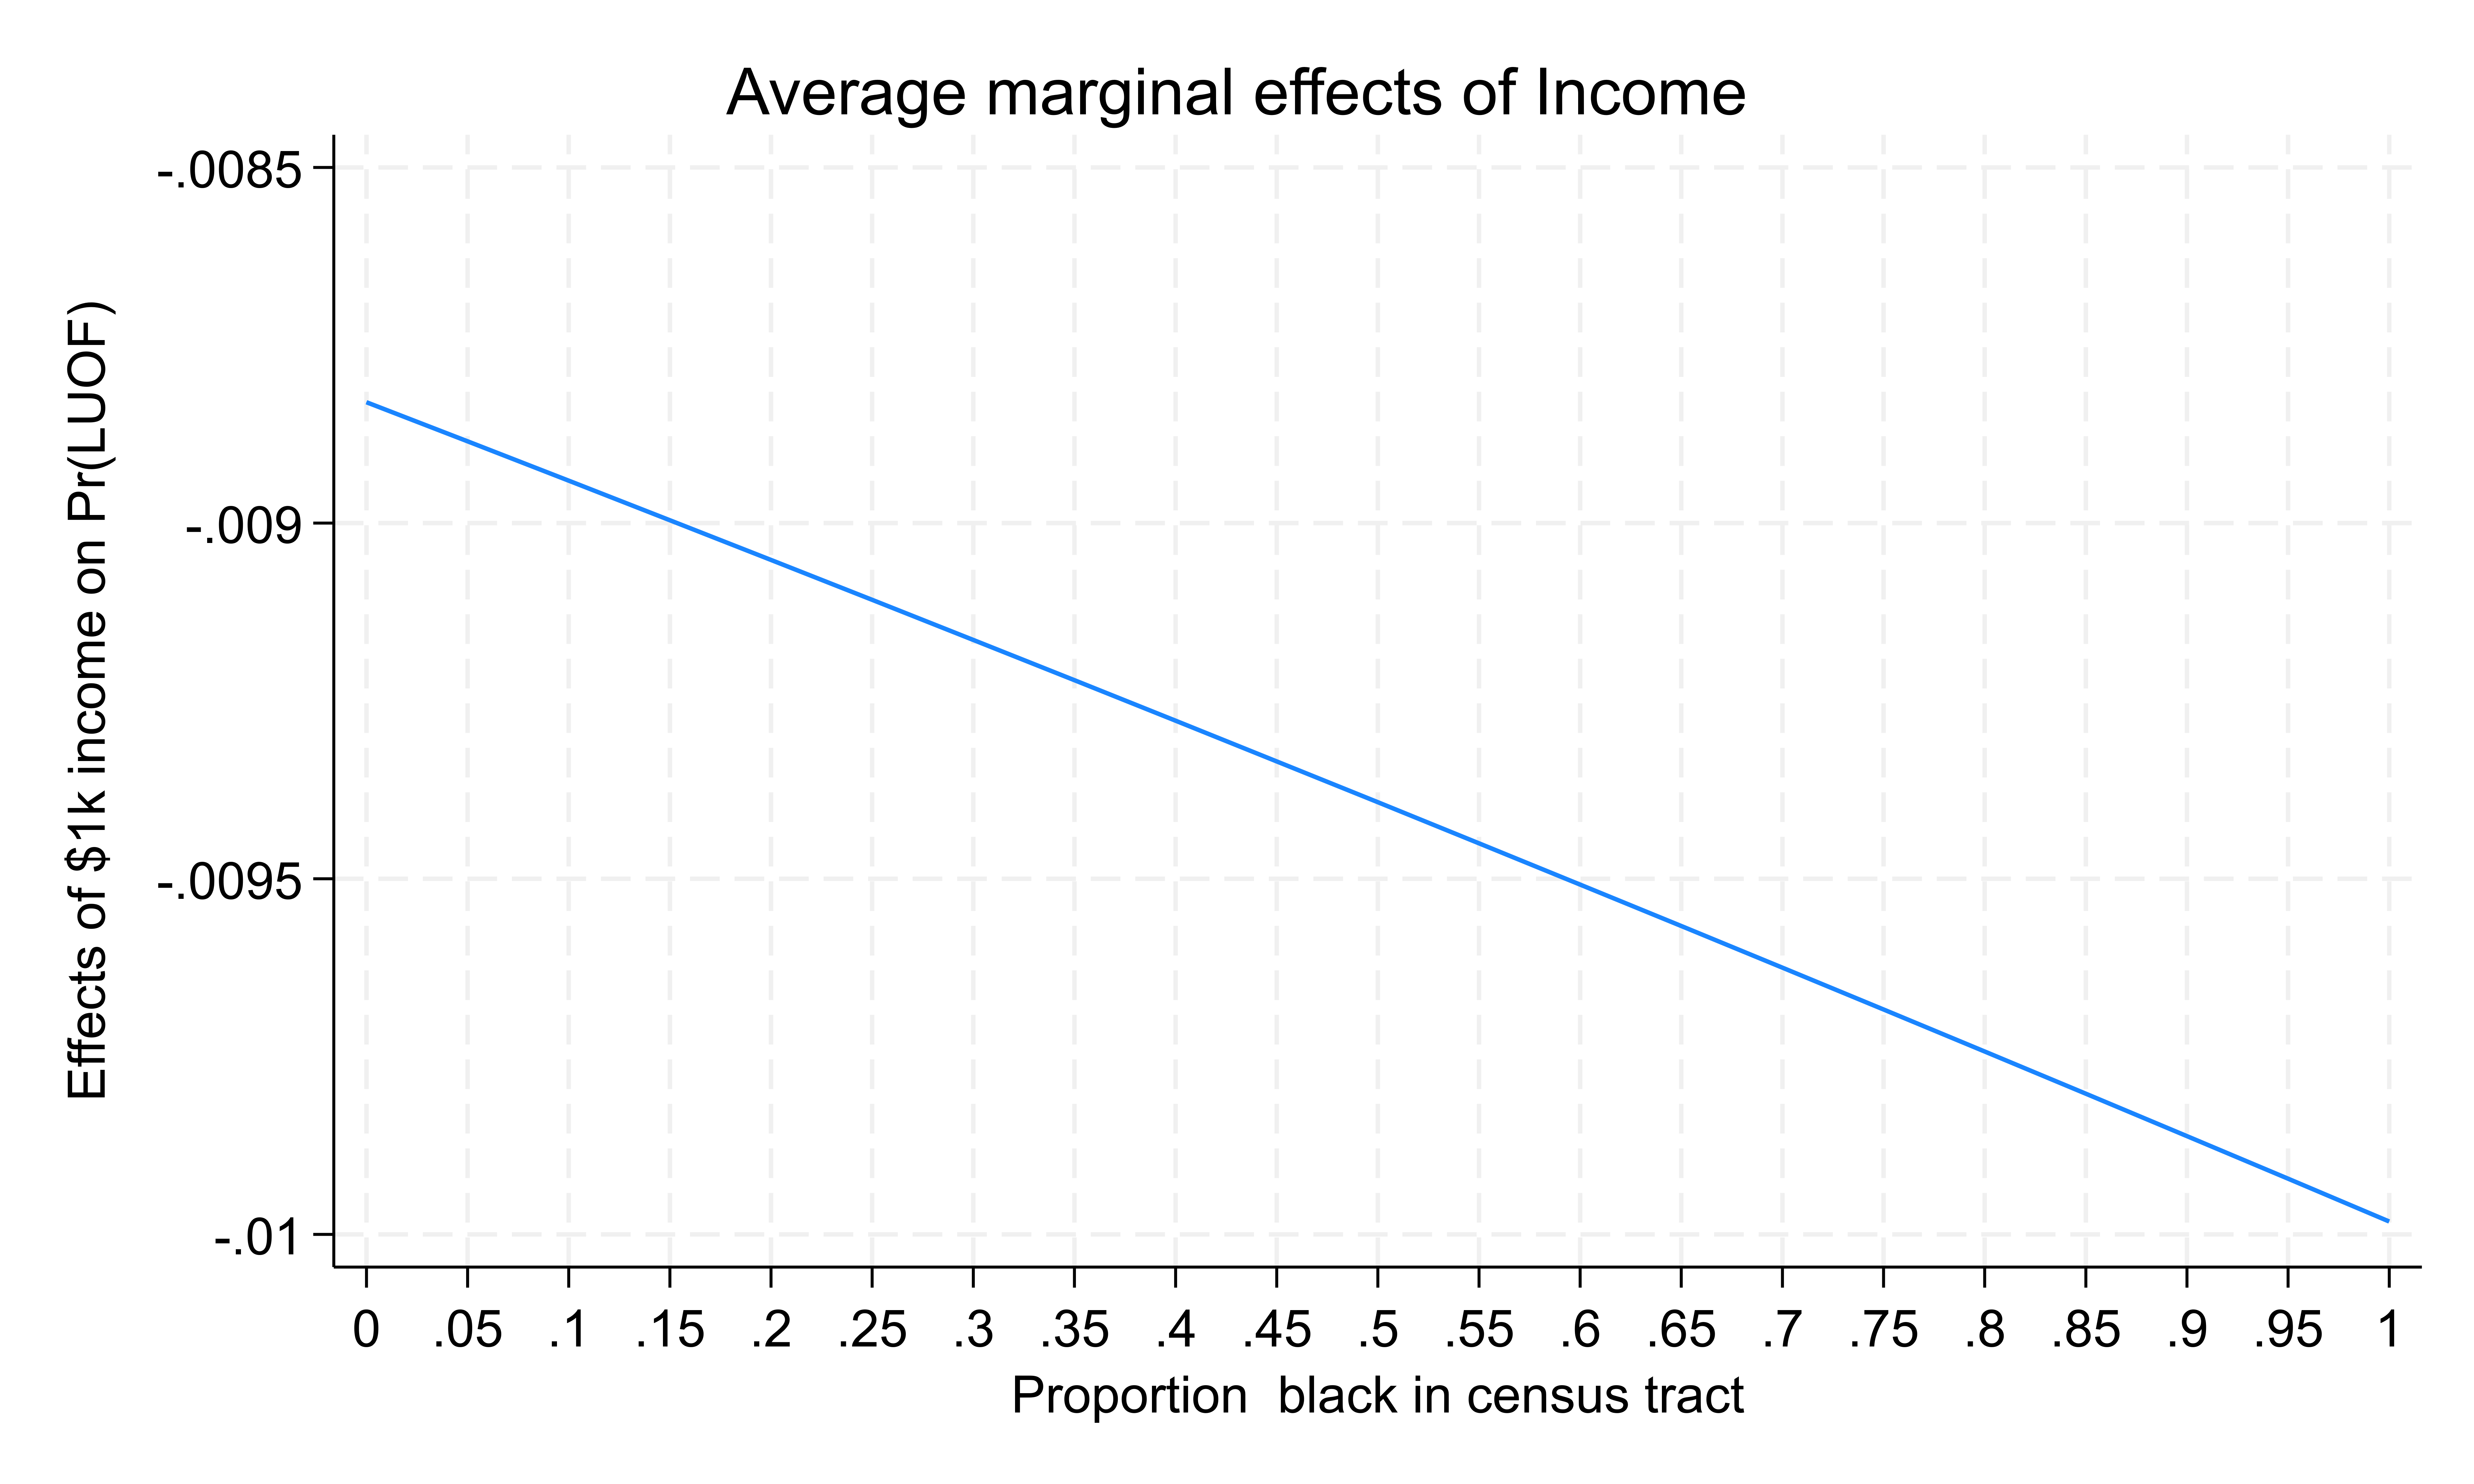 Average marginal effects of Income
Effects of $1k income on Pr(LUOF)
-.0085
-.009
-.0095
-.01
0 .05 .1 .15 .2 .25 .3 .35 .4 .45 .5 .55 .6 .65 .7 .75 .8 .85 .9 .95 1
Proportion  black in census tract